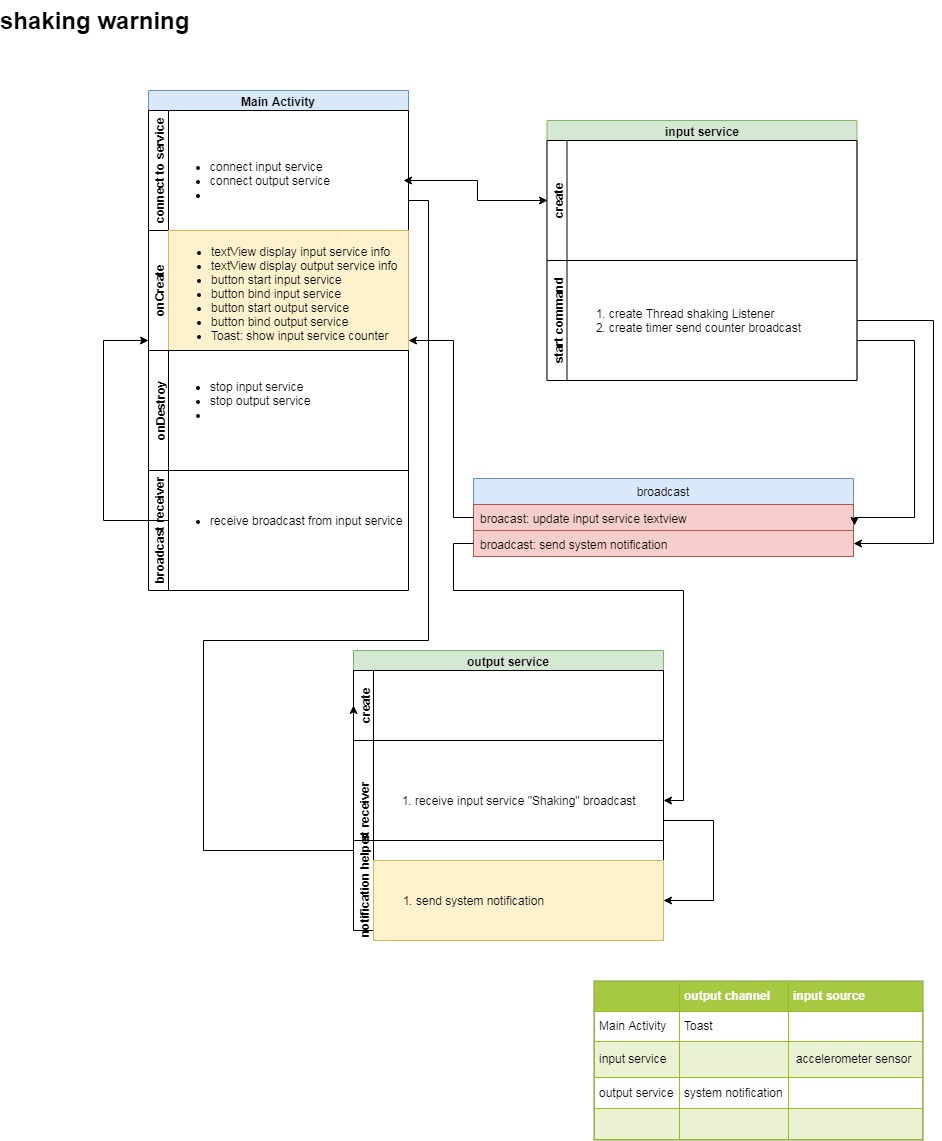 shaking warning
Main Activity
connect to service
connect input service
connect output service
onCreate
textView display input service info
textView display output service info
button start input service
button bind input service
button start output service
button bind output service
Toast: show input service counter
onDestroy
stop input service
stop output service
broadcast receiver
receive broadcast from input service
input service
create
start command
1. create Thread shaking Listener
2. create timer send counter broadcast
broadcast
broacast: update input service textview
broadcast: send system notification
output service
create
receiver
1. receive input service "Shaking" broadcast
notification helper
1. send system notification
output channel input source
Main Activity Toast
input service accelerometer sensor
output service system notification